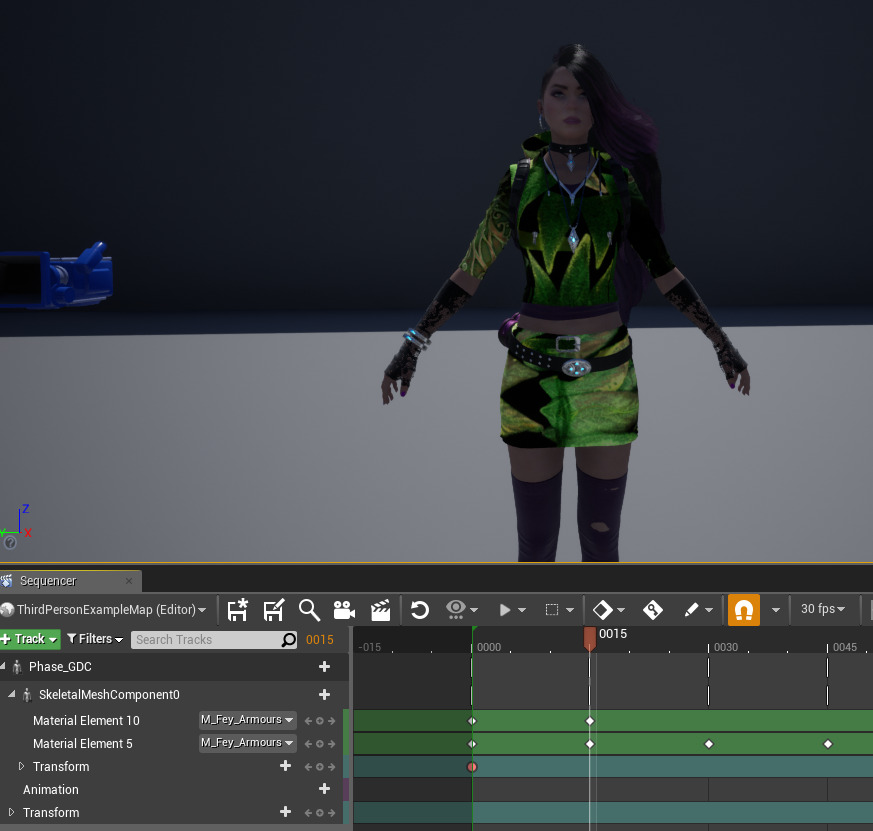 Z
Y
X
?
Sequencer ×
ThirdPersonExampleMap (Editor)
30 fps
+ Track
Filters
Search Tracks
0015
-015
0000
0015
0030
0045
Phase_GDC
SkeletalMeshComponent0
Material Element 10
M_Fey_Armours
Material Element 5
M_Fey_Armours
Transform
Animation
Transform